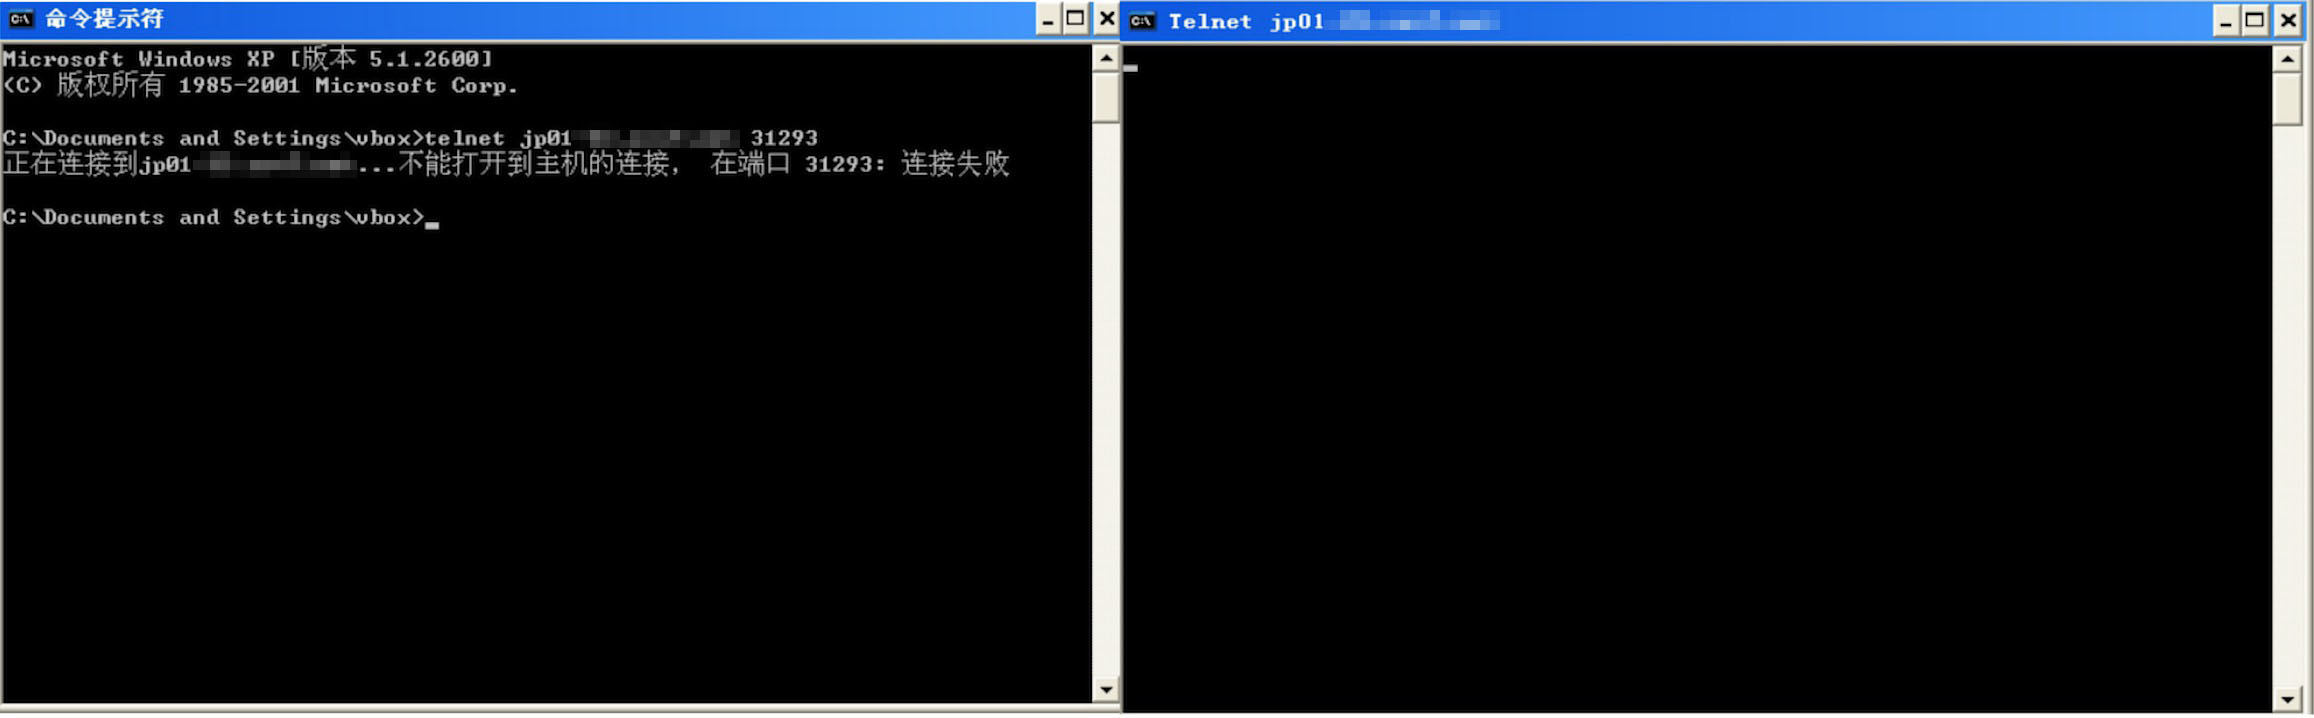 命令提示符
Microsoft Windows XP [版本 5.1.2600]
(C) 版权所有 1985-2001 Microsoft Corp.
C:\Documents and Settings\vbox>telnet jp01 31293
正在连接到jp01 ...不能打开到主机的连接， 在端口 31293: 连接失败
C:\Documents and Settings\vbox>
Telnet jp01